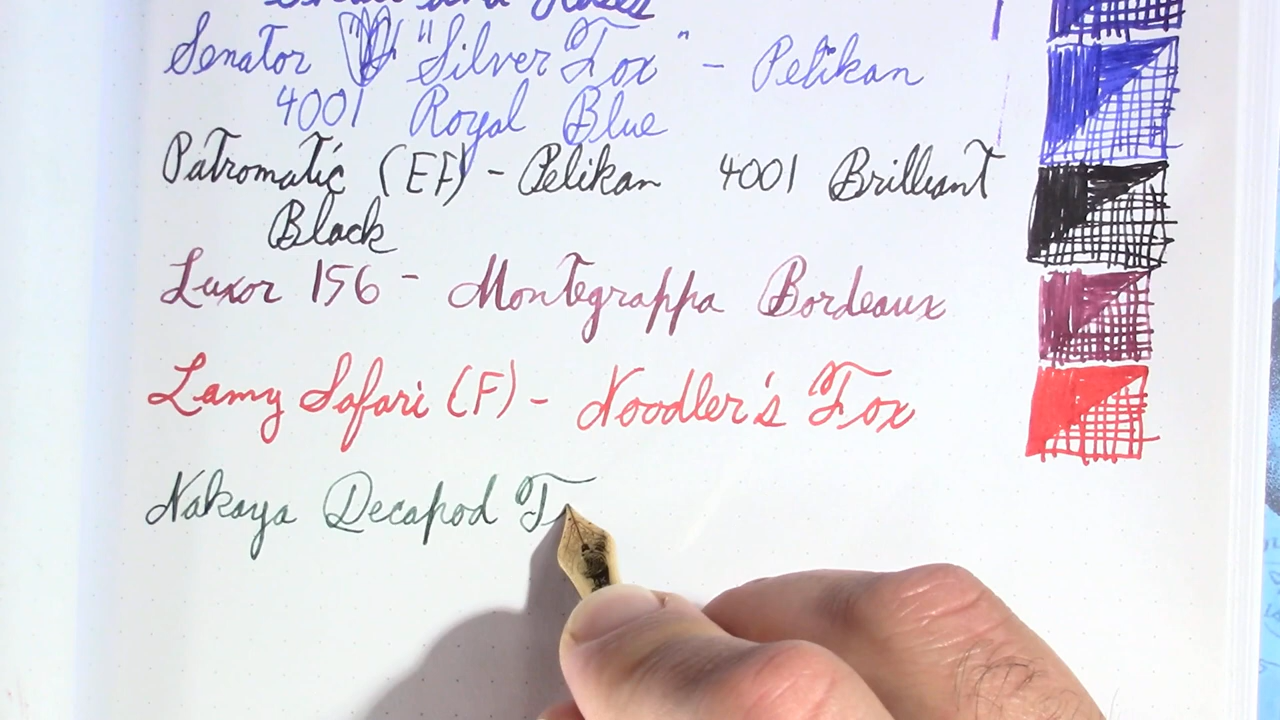 Senator "Silver Fox" - Pelikan
4001 Royal Blue
Patromatic (EF) - Pelikan 4001 Brilliant
Black
Luxor 156 - Montegrappa Bordeaux
Lamy Safari (F) - Noodler's Fox
Nakaya Decapod T